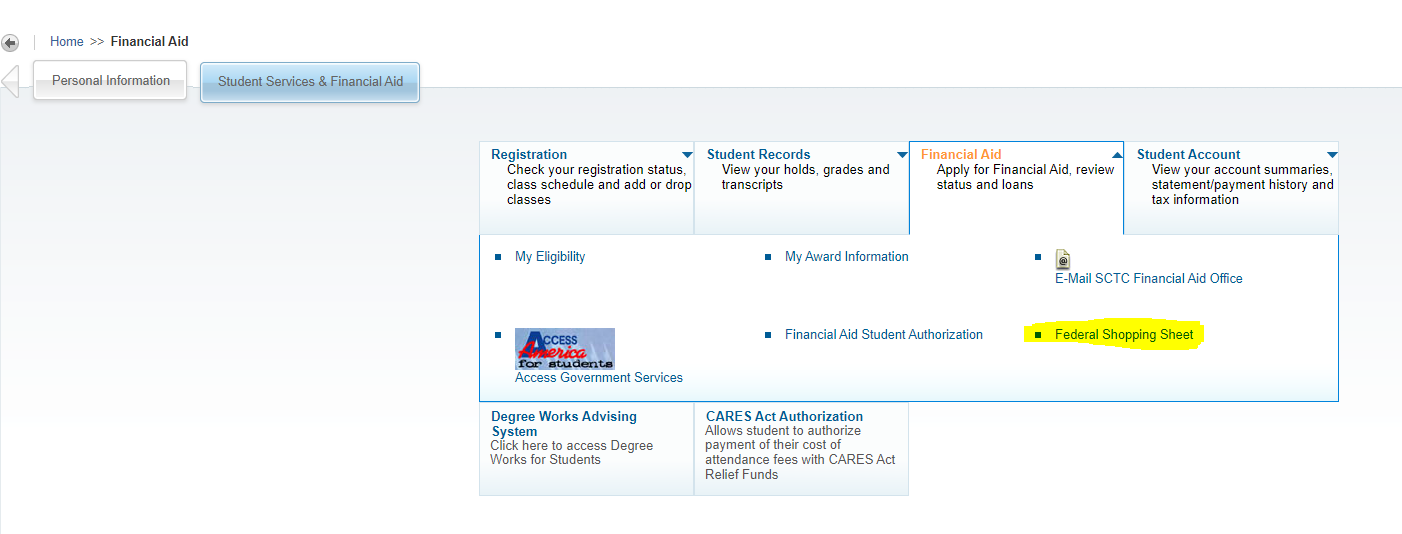 Home >> Financial Aid
Personal Information
Student Services & Financial Aid
Registration
Check your registration status,
class schedule and add or drop
classes
Student Records
View your holds, grades and
transcripts
Financial Aid
Apply for Financial Aid, review
status and loans
Student Account
View your account summaries,
statement/payment history and
tax information
My Eligibility
My Award Information
@
E-Mail SCTC Financial Aid Office
ACCESS
America
for students
Access Government Services
Financial Aid Student Authorization
Federal Shopping Sheet
Degree Works Advising
System
Click here to access Degree
Works for Students
CARES Act Authorization
Allows student to authorize
payment of their cost of
attendance fees with CARES Act
Relief Funds